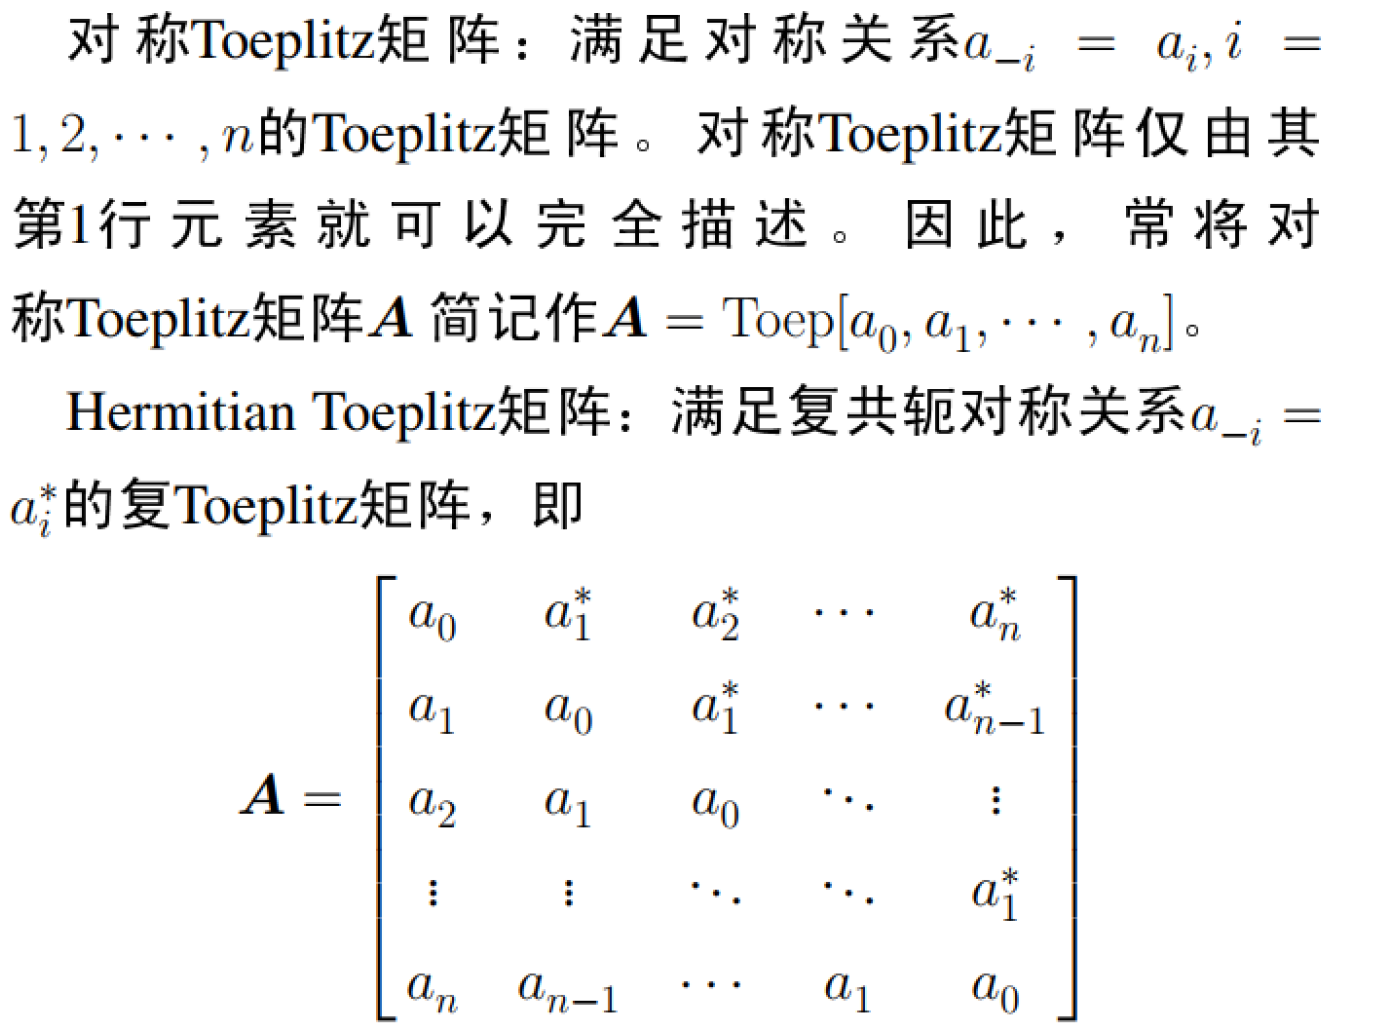 对称Toeplitz矩阵：满足对称关系$a_{-i} = a_i, i =$
$1, 2, \cdots, n$的Toeplitz矩阵。对称Toeplitz矩阵仅由其
第1行元素就可以完全描述。因此，常将对
称Toeplitz矩阵$\boldsymbol{A}$ 简记作$\boldsymbol{A} = \mathrm{Toep}[a_0, a_1, \cdots, a_n]$。
Hermitian Toeplitz矩阵：满足复共轭对称关系$a_{-i} =$
$a_i^*$的复Toeplitz矩阵，即
$\boldsymbol{A} = \begin{bmatrix} a_0 & a_1^* & a_2^* & \cdots & a_n^* \\ a_1 & a_0 & a_1^* & \cdots & a_{n-1}^* \\ a_2 & a_1 & a_0 & \ddots & \vdots \\ \vdots & \vdots & \ddots & \ddots & a_1^* \\ a_n & a_{n-1} & \cdots & a_1 & a_0 \end{bmatrix}$